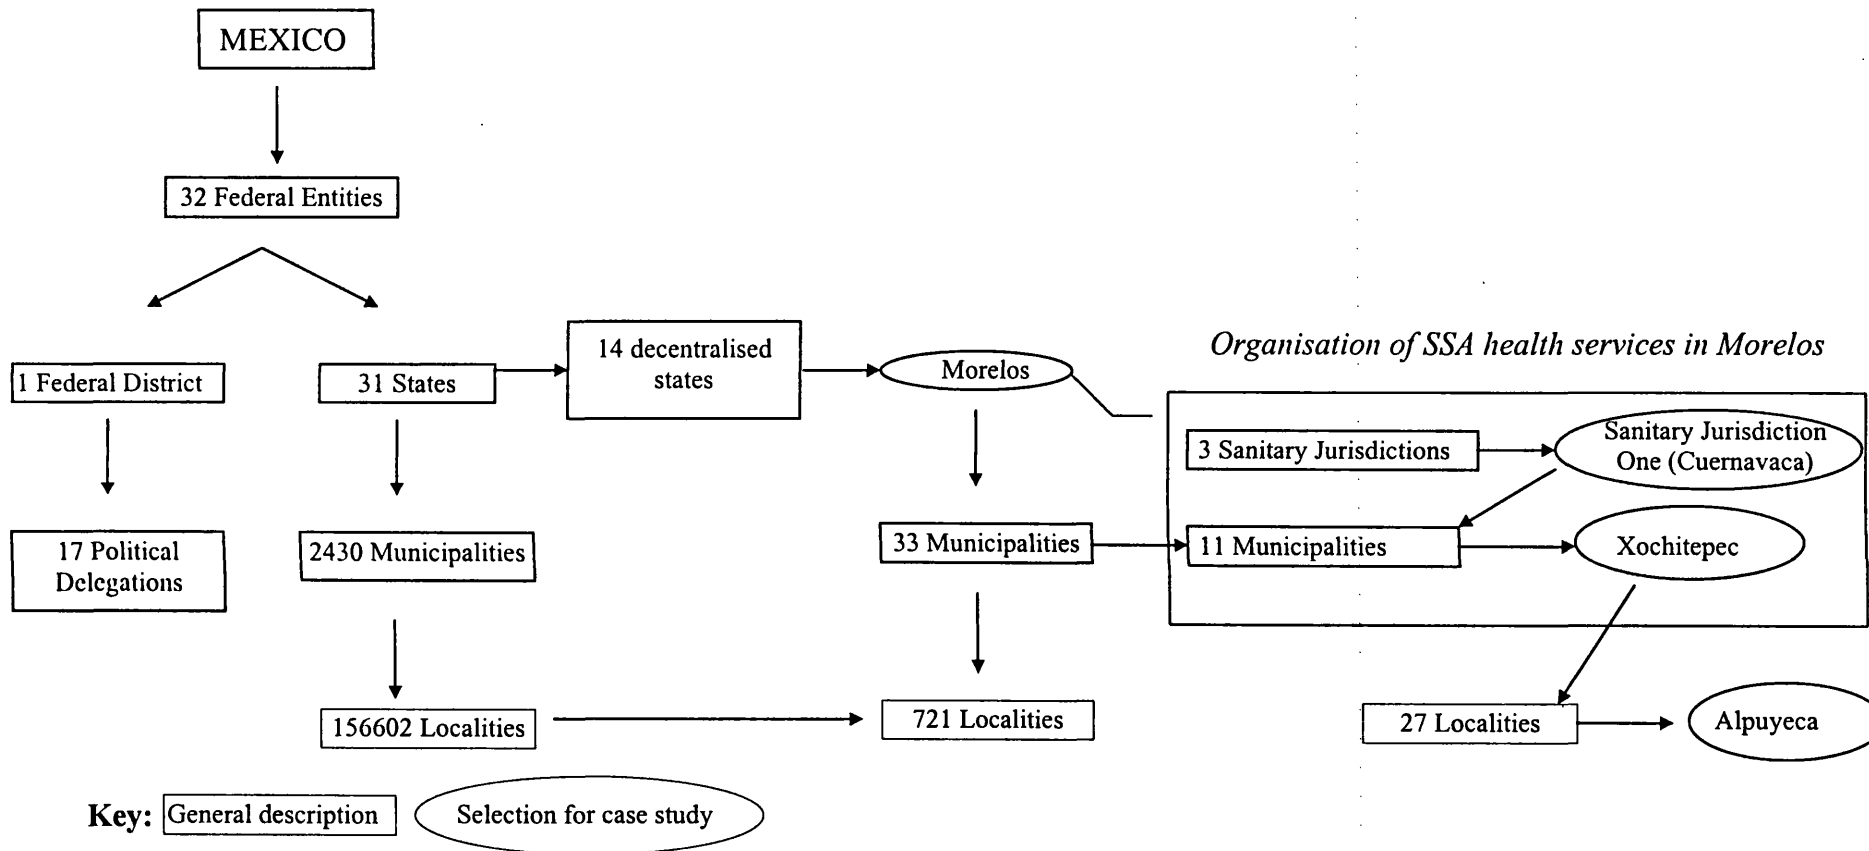 MEXICO
32 Federal Entities
1 Federal District
31 States
14 decentralised
states
Morelos
Organisation of SSA health services in Morelos
3 Sanitary Jurisdictions
Sanitary Jurisdiction
One (Cuernavaca)
17 Political
Delegations
2430 Municipalities
33 Municipalities
11 Municipalities
Xochitepec
156602 Localities
721 Localities
27 Localities
Alpuyeca
Key: General description Selection for case study